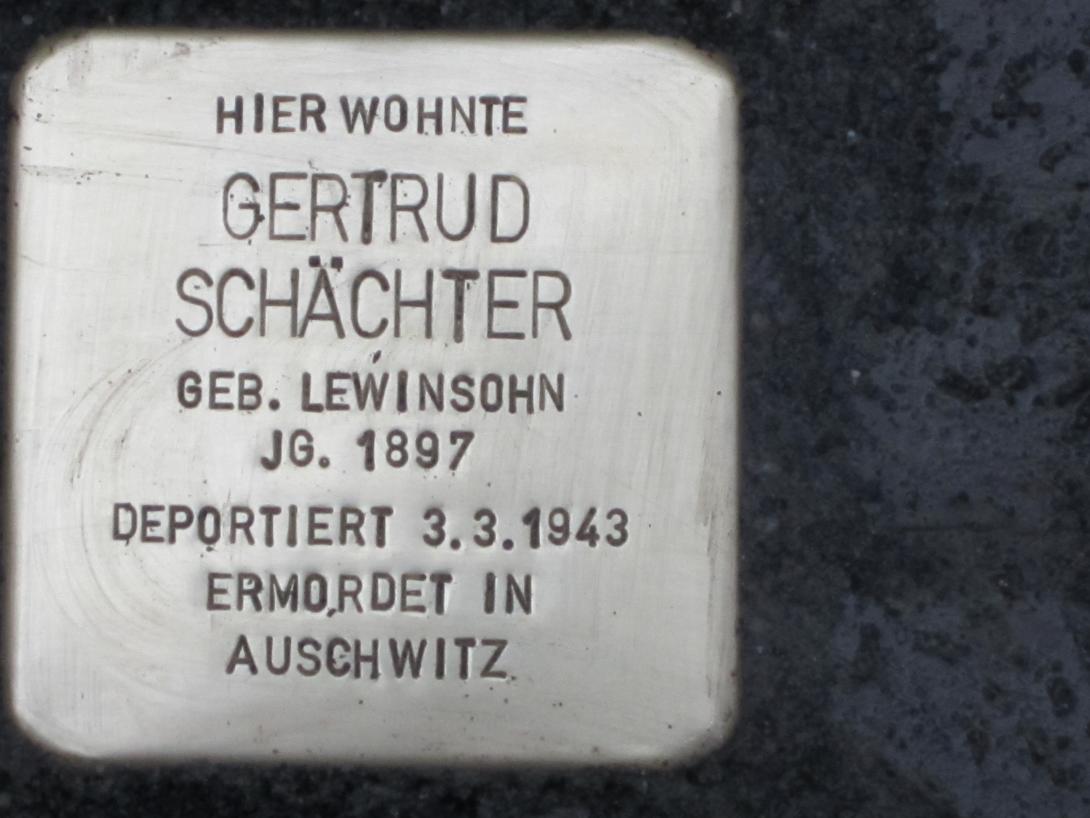 HIER WOHNTE
GERTRUD
SCHÄCHTER
GEB. LEWINSOHN
JG. 1897
DEPORTIERT 3.3.1943
ERMORDET IN
AUSCHWITZ